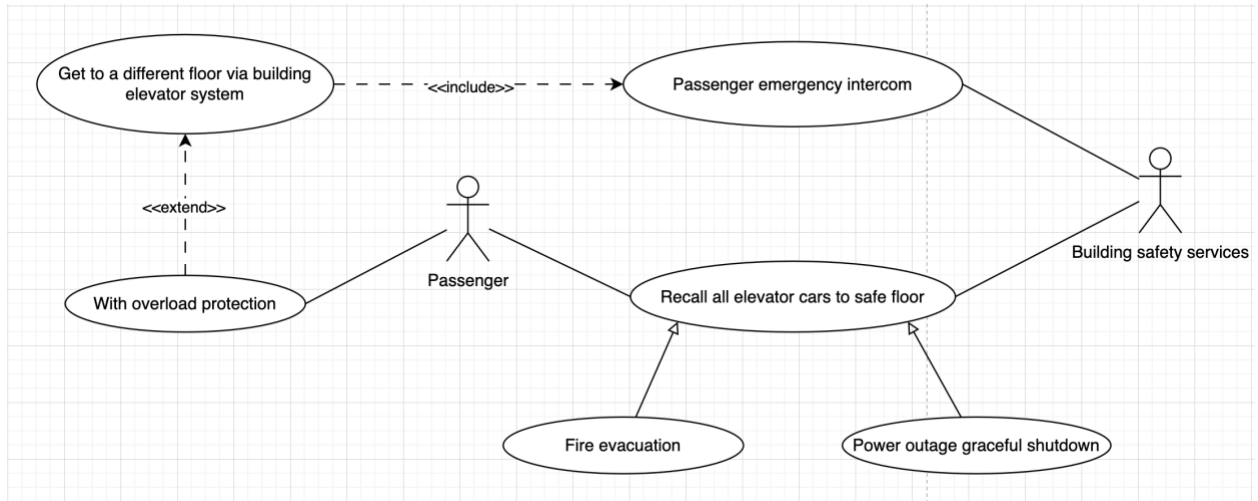 Get to a different floor via building
elevator system
<<include>>
Passenger emergency intercom
<<extend>>
Passenger
Building safety services
With overload protection
Recall all elevator cars to safe floor
Fire evacuation
Power outage graceful shutdown